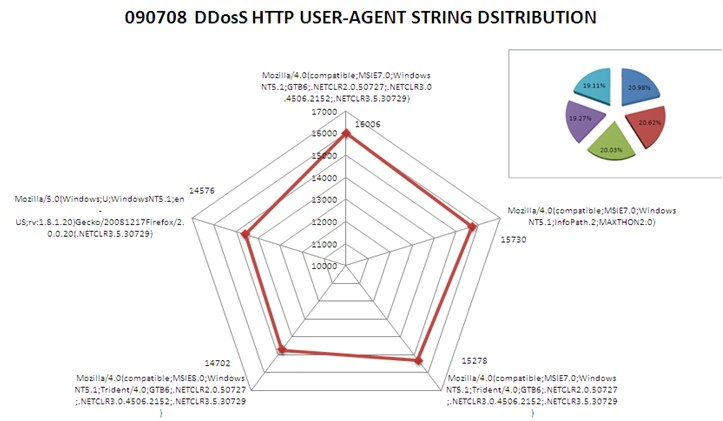 090708 DDosS HTTP USER-AGENT STRING DSITRIBUTION
Mozilla/4.0(compatible;MSIE7.0;Windows
NT5.1;GTB6;.NETCLR2.0.50727;.NETCLR3.0
.4506.2152;.NETCLR3.5.30729)
17000
16006
16000
15000
14000
13000
12000
11000
10000
19.11%
20.98%
19.27%
20.61%
20.03%
14576
Mozilla/5.0(Windows;U;WindowsNT5.1;en
-
US;rv:1.8.1.20)Gecko/20081217Firefox/2.
0.0.20(.NETCLR3.5.30729)
Mozilla/4.0(compatible;MSIE7.0;Windows
NT5.1;InfoPath.2;MAXTHON2.0)
15730
14702
Mozilla/4.0(compatible;MSIE8.0;Windows
NT5.1;Trident/4.0;GTB6;.NETCLR2.0.50727
;.NETCLR3.0.4506.2152;.NETCLR3.5.30729
)
15278
Mozilla/4.0(compatible;MSIE7.0;Windows
NT5.1;Trident/4.0;GTB6;.NETCLR2.0.50727
;.NETCLR3.0.4506.2152;.NETCLR3.5.30729
)